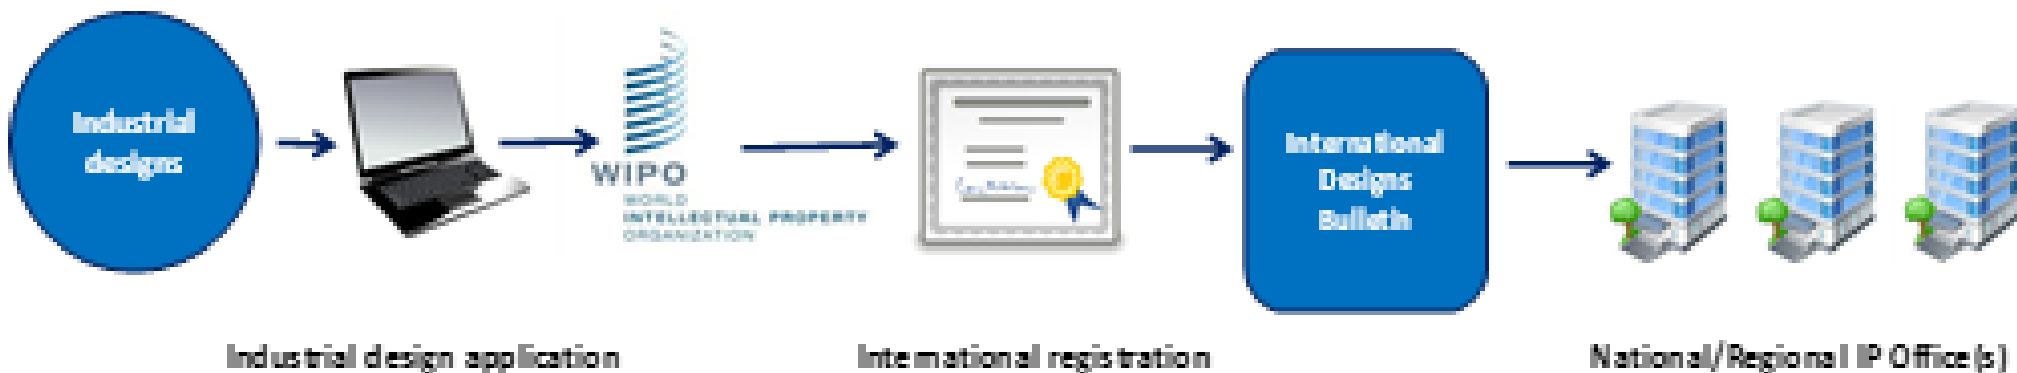 Industrial
designs
WIPO
WORLD
INTELLECTUAL PROPERTY
ORGANIZATION
International
Designs
Bulletin
Industrial design application
International registration
National/Regional IP Office(s)